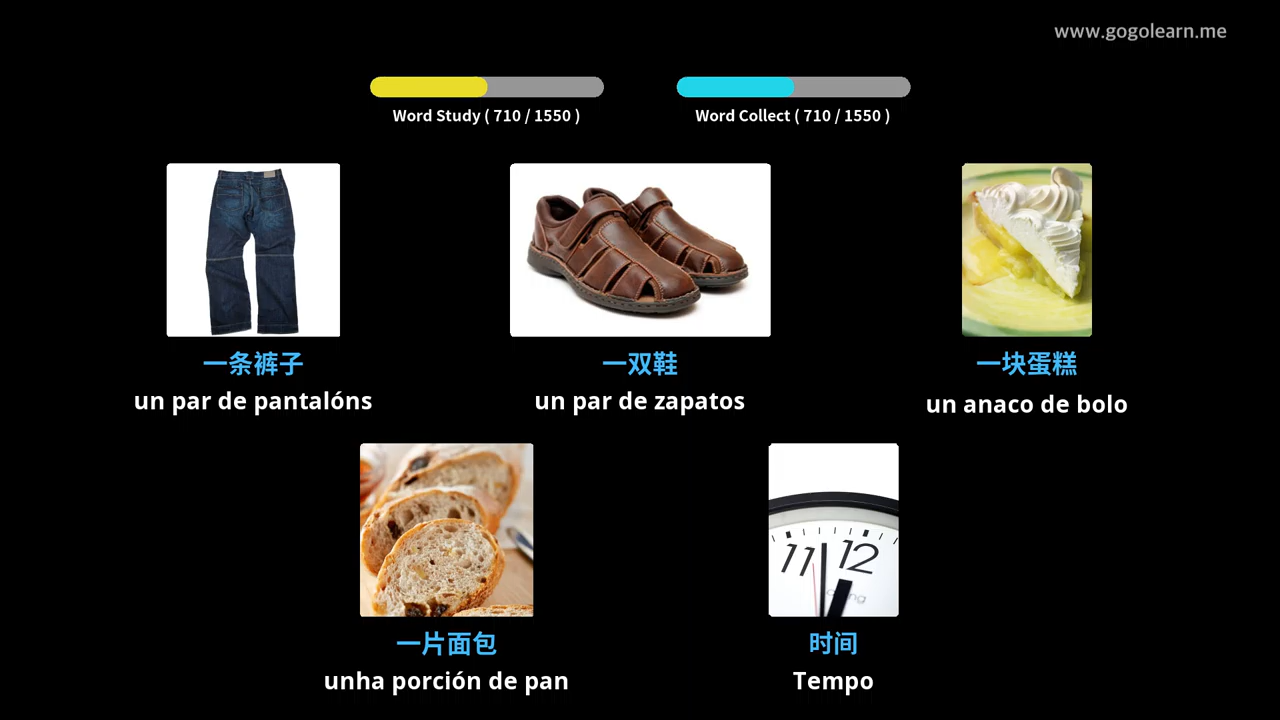 www.gogolearn.me
Word Study ( 710 / 1550 )
Word Collect ( 710 / 1550 )
一条裤子
un par de pantalóns
一双鞋
un par de zapatos
一块蛋糕
un anaco de bolo
11 12
一片面包
unha porción de pan
时间
Tempo